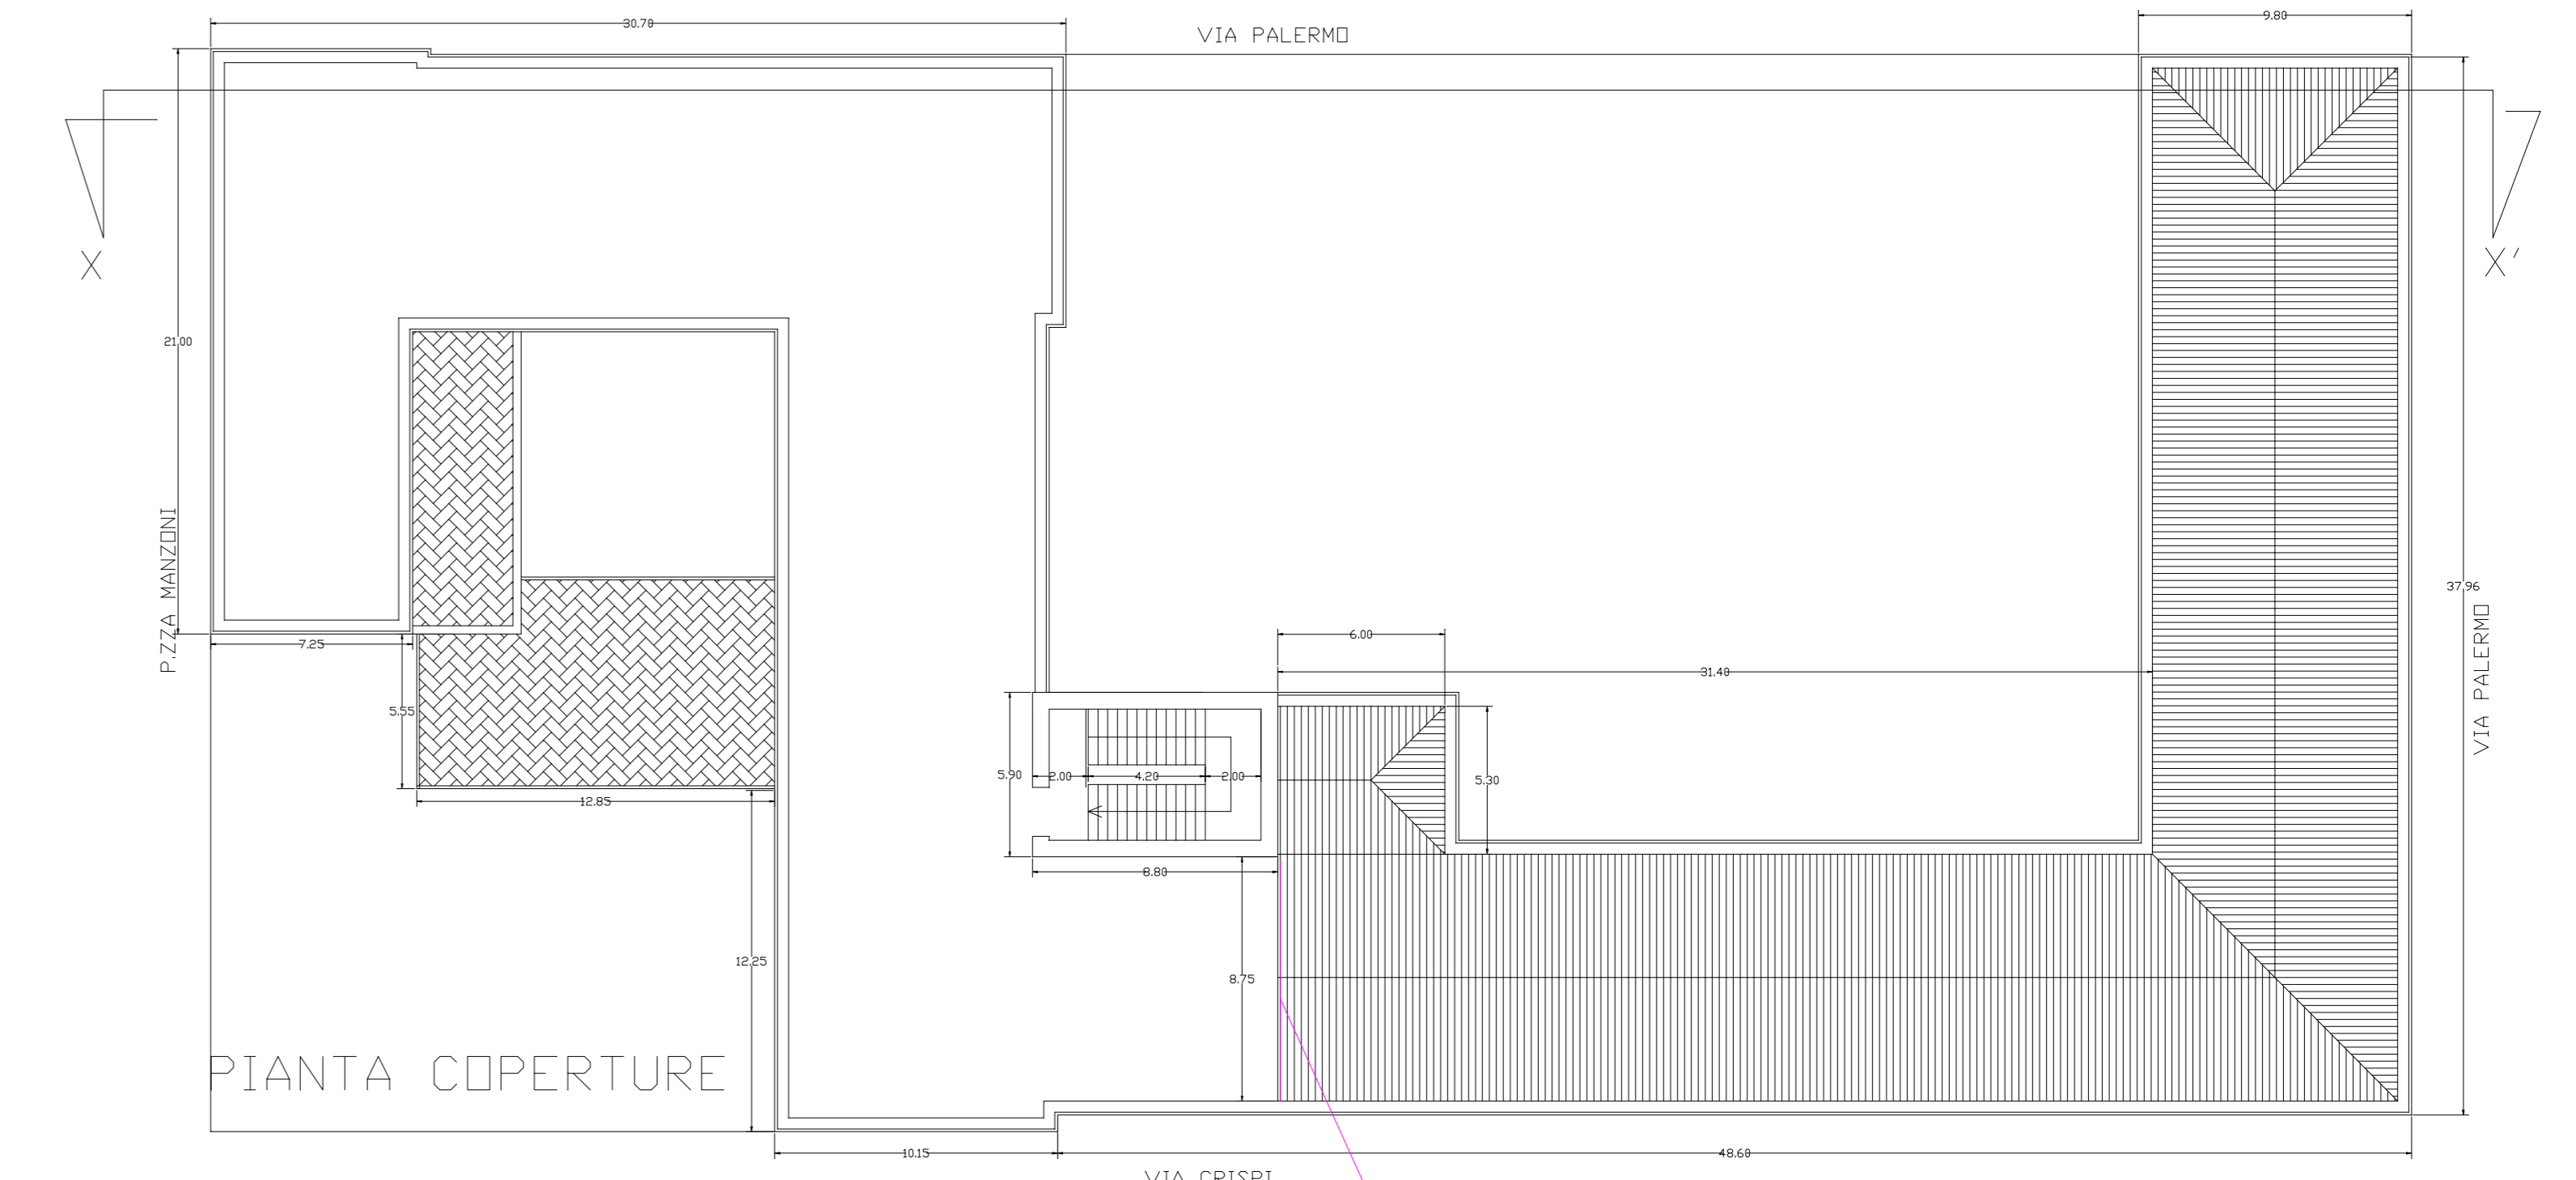 30.70
VIA PALERMO
9.80
X
X'
21.00
P.ZZA MANZONI
7.25
5.55
12.85
12.25
6.00
31.40
5.90
2.00
4.20
2.00
5.30
8.80
8.75
37.96
VIA PALERMO
PIANTA COPERTURE
10.15
48.60
VIA CRISPI